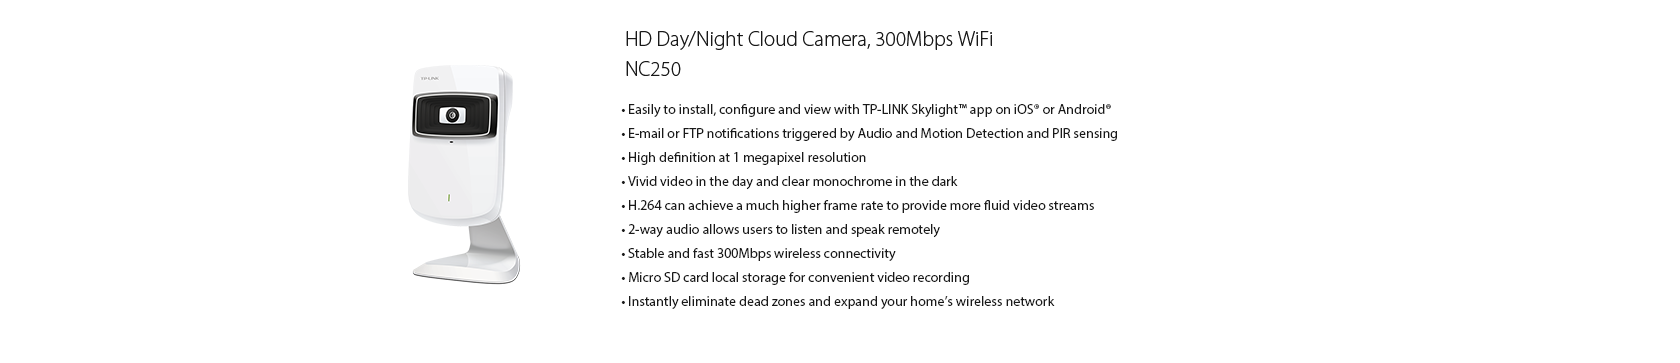 HD Day/Night Cloud Camera, 300Mbps WiFi
NC250
TP-LINK
• Easily to install, configure and view with TP-LINK Skylight™ app on iOS® or Android®
• E-mail or FTP notifications triggered by Audio and Motion Detection and PIR sensing
• High definition at 1 megapixel resolution
• Vivid video in the day and clear monochrome in the dark
• H.264 can achieve a much higher frame rate to provide more fluid video streams
• 2-way audio allows users to listen and speak remotely
• Stable and fast 300Mbps wireless connectivity
• Micro SD card local storage for convenient video recording
• Instantly eliminate dead zones and expand your home’s wireless network